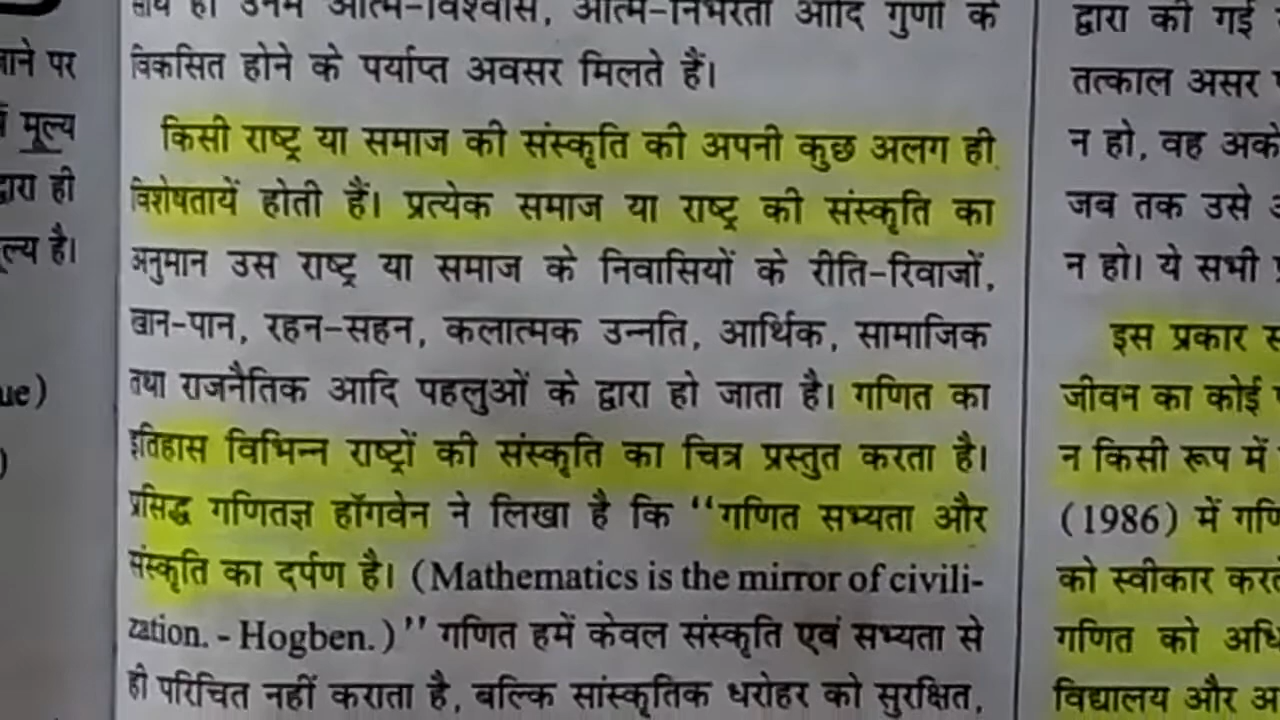 जाने पर
मूल्य
द्वारा ही
मूल्य है।
ue)
)
साथ ही उनमें आत्म-विश्वास, आत्म-निर्भरता आदि गुणों के
विकसित होने के पर्याप्त अवसर मिलते हैं।
किसी राष्ट्र या समाज की संस्कृति की अपनी कुछ अलग ही
विशेषतायें होती हैं। प्रत्येक समाज या राष्ट्र की संस्कृति का
अनुमान उस राष्ट्र या समाज के निवासियों के रीति-रिवाजों,
खान-पान, रहन-सहन, कलात्मक उन्नति, आर्थिक, सामाजिक
तथा राजनैतिक आदि पहलुओं के द्वारा हो जाता है। गणित का
इतिहास विभिन्न राष्ट्रों की संस्कृति का चित्र प्रस्तुत करता है।
प्रसिद्ध गणितज्ञ हॉगवेन ने लिखा है कि ‘‘गणित सभ्यता और
संस्कृति का दर्पण है। (Mathematics is the mirror of civili-
zation. - Hogben.)’’ गणित हमें केवल संस्कृति एवं सभ्यता से
ही परिचित नहीं कराता है, बल्कि सांस्कृतिक धरोहर को सुरक्षित,
द्वारा की गई
तत्काल असर
न हो, वह
जब तक उसे
न हो। ये सभी
इस प्रकार
जीवन का कोई
न किसी रूप में
(1986) में
को स्वीकार
गणित को
विद्यालय और